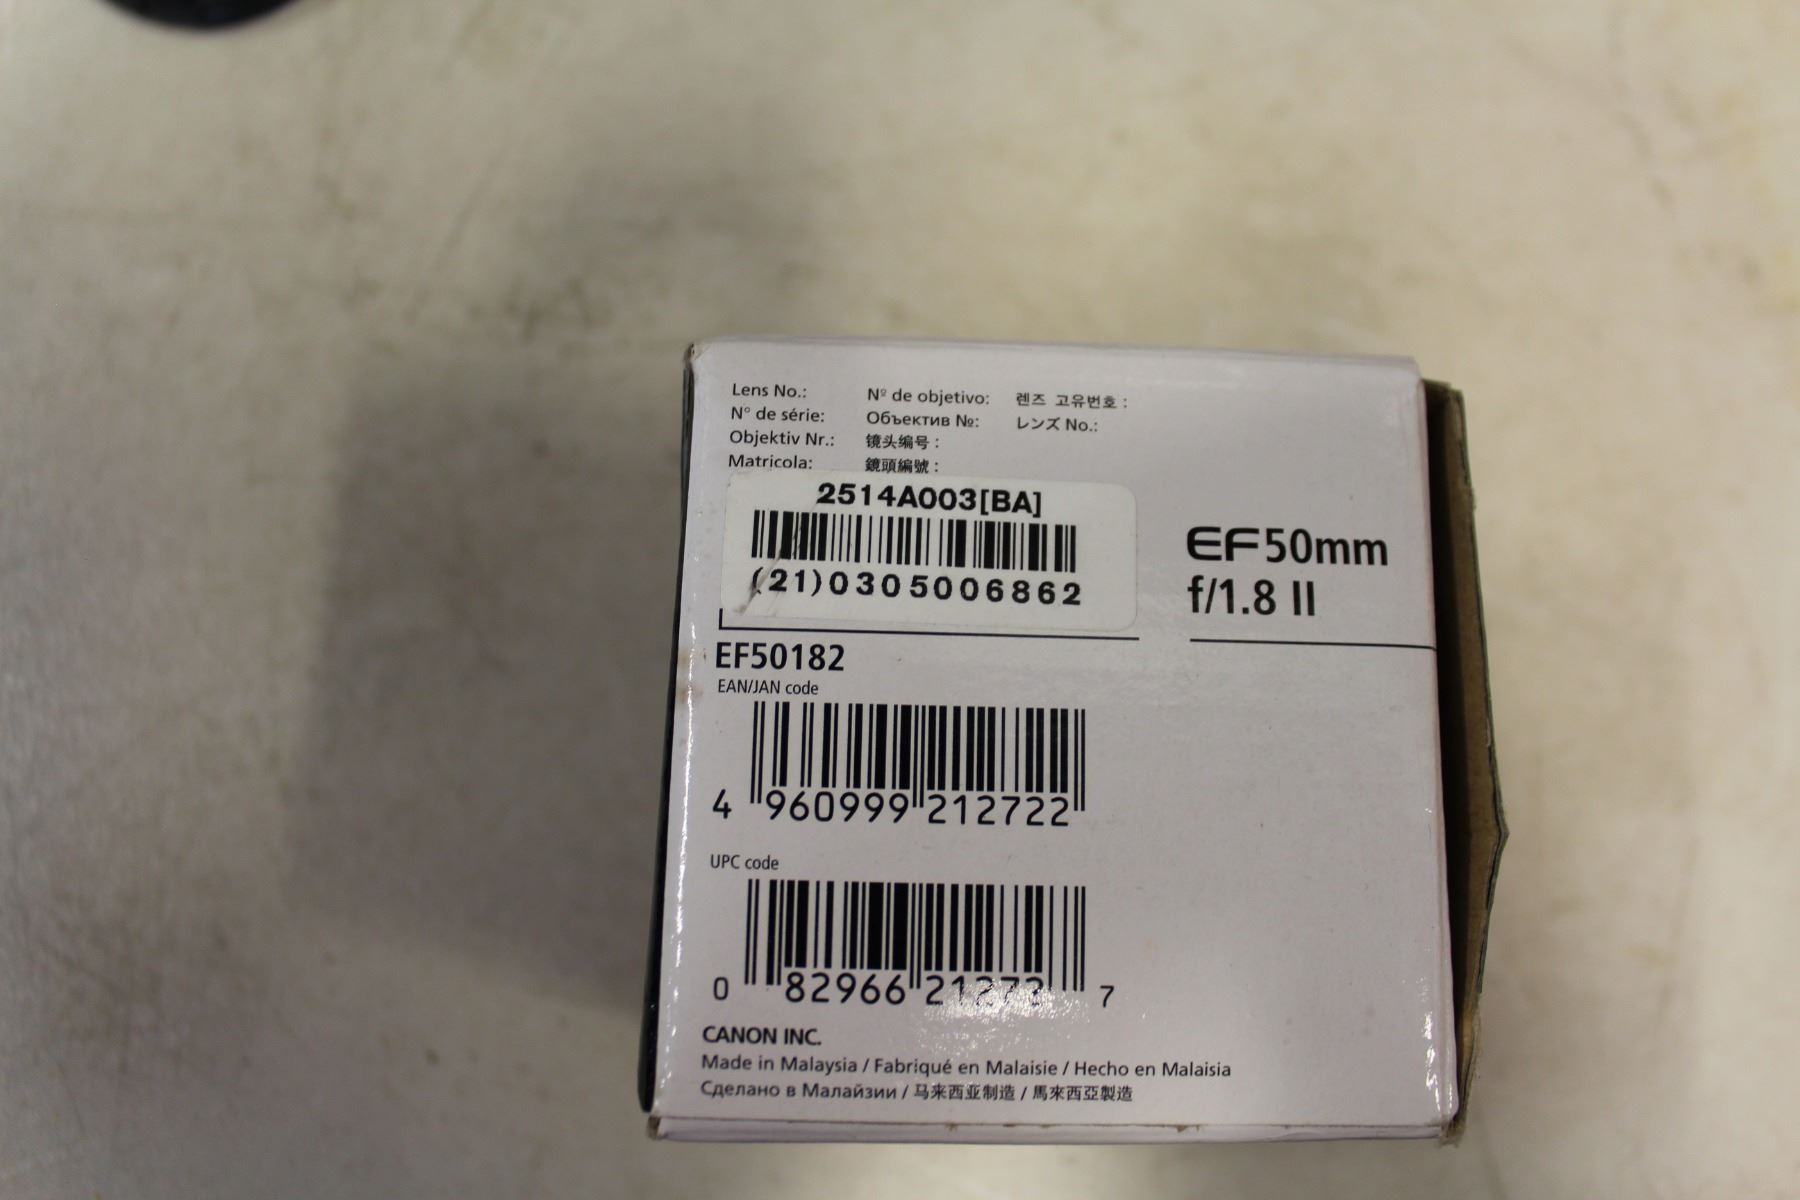 Lens No.: Nº de objetivo: 렌즈 고유번호 :
N° de série: Объектив №: レンズ No.:
Objektiv Nr.: 镜头编号 :
Matricola: 鏡頭編號 :
2514A003[BA]
(21)0305006862
EF50mm
f/1.8 II
EF50182
EAN/JAN code
4 960999 212722
UPC code
0 82966 21272 7
CANON INC.
Made in Malaysia / Fabriqué en Malaisie / Hecho en Malaisia
Сделано в Малайзии / 马来西亚制造 / 馬來西亞製造